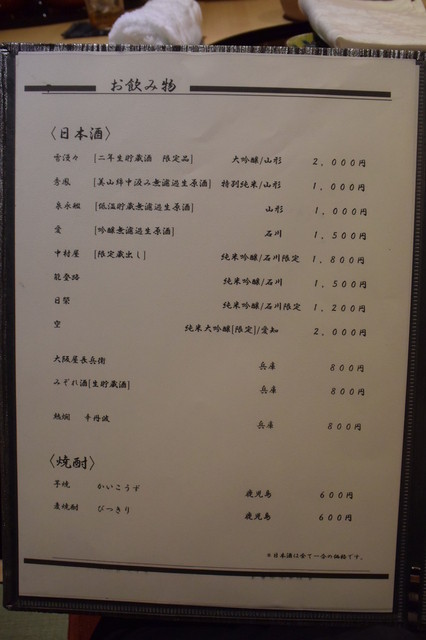 お飲み物
〈日本酒〉
雪漫々 [二年生貯蔵酒 限定品] 大吟醸/山形 2,000円
秀鳳 [美山錦中汲み無濾過生原酒] 特別純米/山形 1,000円
[低温貯蔵無濾過生原酒] 山形 1,000円
愛 [吟醸無濾過生原酒] 石川 1,500円
中村屋 [限定蔵出し] 純米吟醸/石川限定 1,800円
能登路 純米吟醸/石川 1,500円
日榮 純米吟醸/石川限定 1,200円
空 純米大吟醸[限定]/愛知 2,000円
大阪屋長兵衛 兵庫 800円
みぞれ酒[生貯蔵酒] 兵庫 800円
熱燗 千丹波 兵庫 800円
〈焼酎〉
芋焼 かいこうず 鹿児島 600円
麦焼酎 びっきり 鹿児島 600円
※日本酒は全て一合の価格です。